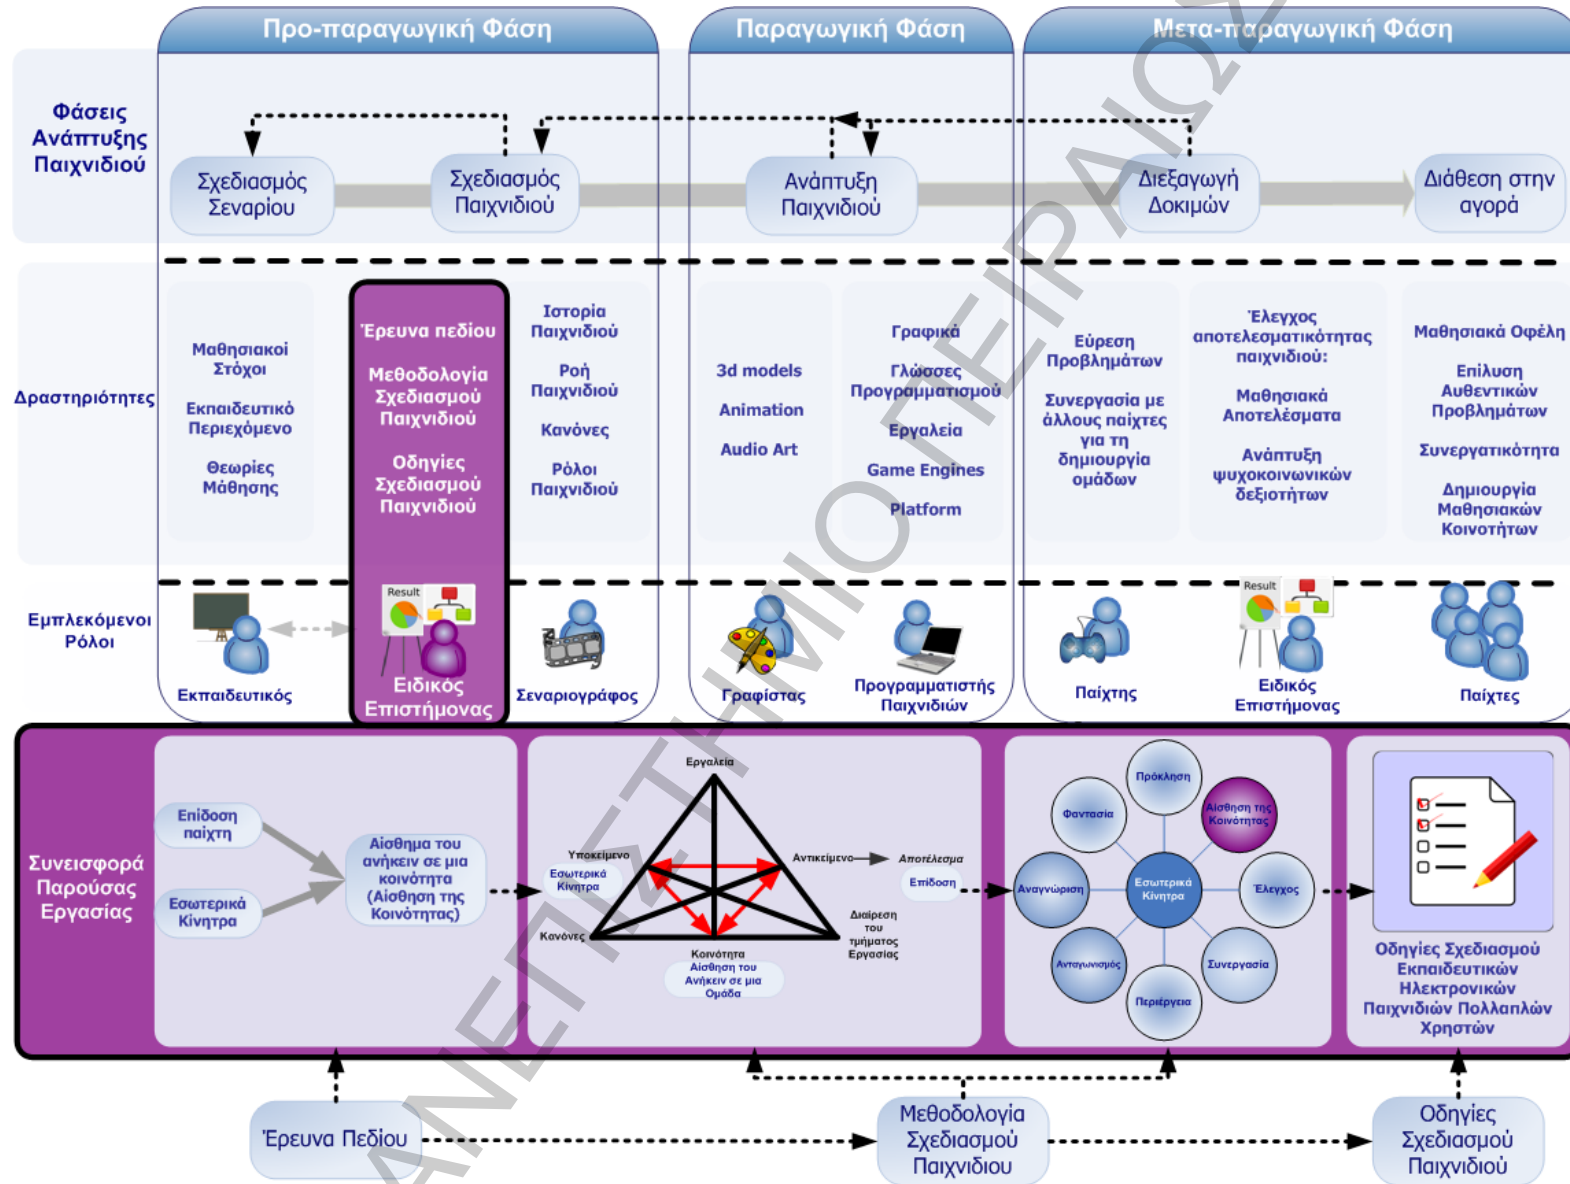 Προ-παραγωγική Φάση
Παραγωγική Φάση
Μετα-παραγωγική Φάση
Φάσεις
Ανάπτυξης
Παιχνιδιού
Σχεδιασμός
Σεναρίου
Σχεδιασμός
Παιχνιδιού
Ανάπτυξη
Παιχνιδιού
Διεξαγωγή
Δοκιμών
Διάθεση στην
αγορά
Δραστηριότητες
Μαθησιακοί
Στόχοι
Εκπαιδευτικό
Περιεχόμενο
Θεωρίες
Μάθησης
Έρευνα πεδίου
Μεθοδολογία
Σχεδιασμού
Παιχνιδιού
Οδηγίες
Σχεδιασμού
Παιχνιδιού
Ιστορία
Παιχνιδιού
Ροή
Παιχνιδιού
Κανόνες
Ρόλοι
Παιχνιδιού
3d models
Animation
Audio Art
Γραφικά
Γλώσσες
Προγραμματισμού
Εργαλεία
Game Engines
Platform
Εύρεση
Προβλημάτων
Συνεργασία με
άλλους παίχτες
για τη
δημιουργία
ομάδων
Έλεγχος
αποτελεσματικότητας
παιχνιδιού:
Μαθησιακά
Αποτελέσματα
Ανάπτυξη
ψυχοκοινωνικών
δεξιοτήτων
Μαθησιακά Οφέλη
Επίλυση
Αυθεντικών
Προβλημάτων
Συνεργατικότητα
Δημιουργία
Μαθησιακών
Κοινοτήτων
Εμπλεκόμενοι
Ρόλοι
Εκπαιδευτικός
Result
Ειδικός
Επιστήμονας
Σεναριογράφος
Γραφίστας
Προγραμματιστής
Παιχνιδιών
Παίχτης
Result
Ειδικός
Επιστήμονας
Παίχτες
Συνεισφορά
Παρούσας
Εργασίας
Επίδοση
παίχτη
Εσωτερικά
Κίνητρα
Αίσθημα του
ανήκειν σε μια
κοινότητα
(Αίσθηση της
Κοινότητας)
Εργαλεία
Υποκείμενο
Εσωτερικά
Κίνητρα
Αντικείμενο
Αποτέλεσμα
Επίδοση
Κανόνες
Κοινότητα
Αίσθηση του
Ανήκειν σε μια
Ομάδα
Διαίρεση
του
τμήματος
Εργασίας
Πρόκληση
Φαντασία
Αίσθηση της
Κοινότητας
Αναγνώριση
Εσωτερικά
Κίνητρα
Έλεγχος
Ανταγωνισμός
Συνεργασία
Περιέργεια
Οδηγίες Σχεδιασμού
Εκπαιδευτικών
Ηλεκτρονικών
Παιχνιδιών Πολλαπλών
Χρηστών
Έρευνα Πεδίου
Μεθοδολογία
Σχεδιασμού
Παιχνιδιου
Οδηγίες
Σχεδιασμού
Παιχνιδιού
ΑΝΕΠΙΣΤΗΜΙΟ ΠΕΙΡΑΙΩΣ